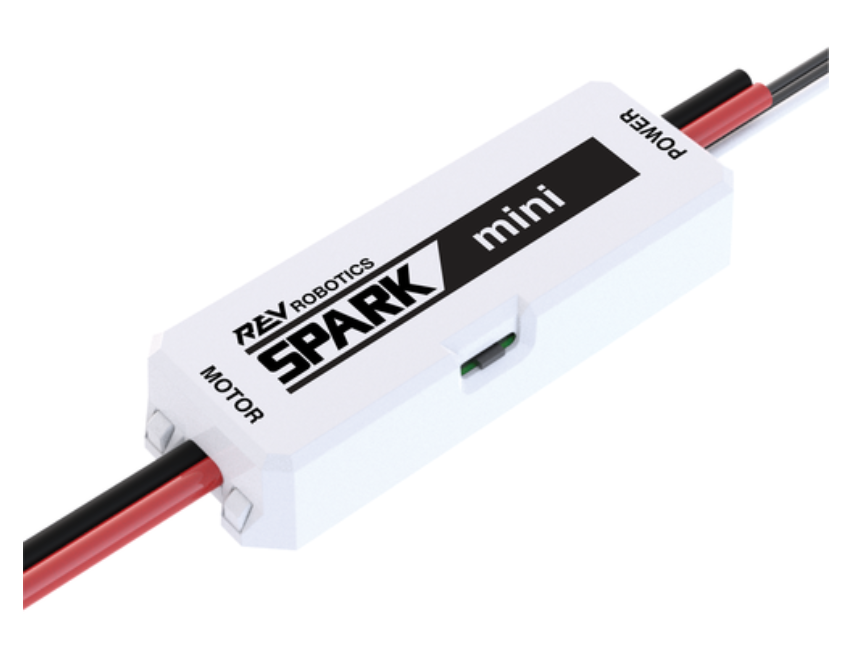 POWER
REV ROBOTICS
SPARK mini
MOTOR